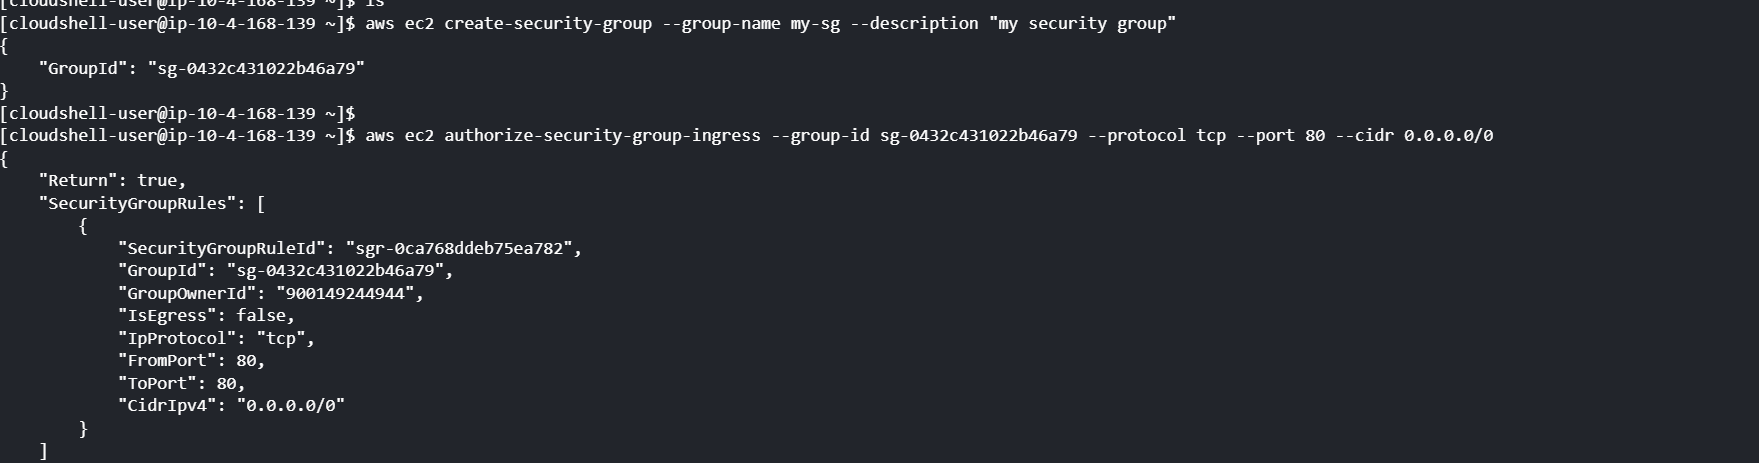 [cloudshell-user@ip-10-4-168-139 ~]$ ls
[cloudshell-user@ip-10-4-168-139 ~]$ aws ec2 create-security-group --group-name my-sg --description "my security group"
{
    "GroupId": "sg-0432c431022b46a79"
}
[cloudshell-user@ip-10-4-168-139 ~]$
[cloudshell-user@ip-10-4-168-139 ~]$ aws ec2 authorize-security-group-ingress --group-id sg-0432c431022b46a79 --protocol tcp --port 80 --cidr 0.0.0.0/0
{
    "Return": true,
    "SecurityGroupRules": [
        {
            "SecurityGroupRuleId": "sgr-0ca768ddeb75ea782",
            "GroupId": "sg-0432c431022b46a79",
            "GroupOwnerId": "900149244944",
            "IsEgress": false,
            "IpProtocol": "tcp",
            "FromPort": 80,
            "ToPort": 80,
            "CidrIpv4": "0.0.0.0/0"
        }
    ]